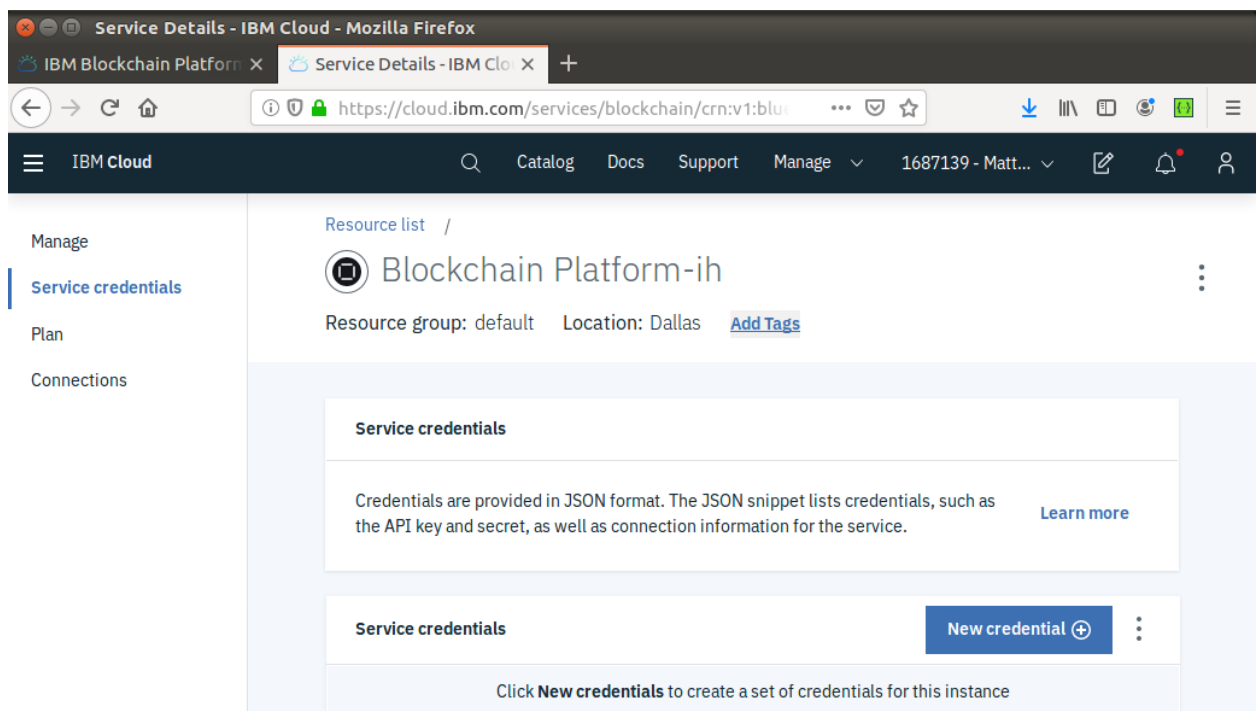 Service Details - IBM Cloud - Mozilla Firefox
IBM Blockchain Platform Service Details - IBM Clo
https://cloud.ibm.com/services/blockchain/crn:v1:blue
IBM Cloud Catalog Docs Support Manage 1687139 - Matt...
Manage
Service credentials
Plan
Connections
Resource list /
Blockchain Platform-ih
Resource group: default Location: Dallas Add Tags
Service credentials
Credentials are provided in JSON format. The JSON snippet lists credentials, such as
the API key and secret, as well as connection information for the service.
Learn more
Service credentials
New credential
Click New credentials to create a set of credentials for this instance